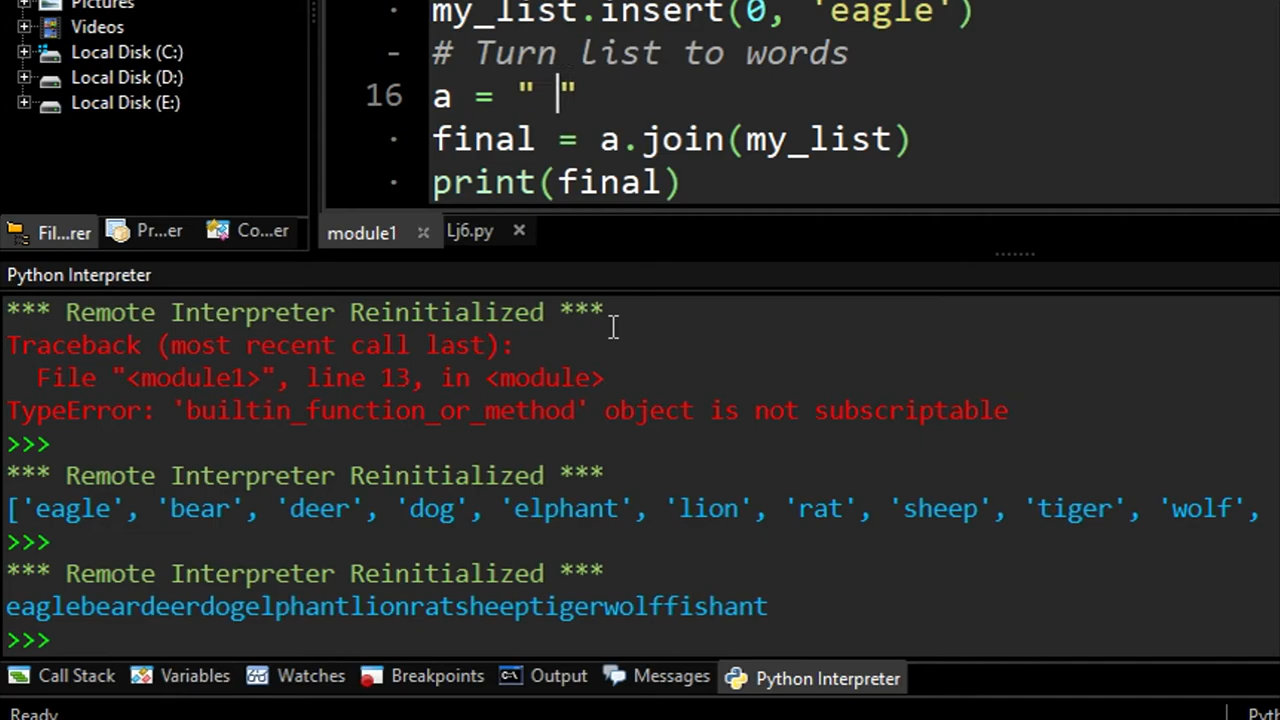 Pictures
Videos
Local Disk (C:)
Local Disk (D:)
Local Disk (E:)
my_list.insert(0, 'eagle')
# Turn list to words
16 a = " "
final = a.join(my_list)
print(final)
Fil...rer Pr...er Co...er module1 Lj6.py
Python Interpreter
*** Remote Interpreter Reinitialized ***
Traceback (most recent call last):
File "<module1>", line 13, in <module>
TypeError: 'builtin_function_or_method' object is not subscriptable
>>>
*** Remote Interpreter Reinitialized ***
['eagle', 'bear', 'deer', 'dog', 'elphant', 'lion', 'rat', 'sheep', 'tiger', 'wolf',
>>>
*** Remote Interpreter Reinitialized ***
eaglebeardeerdogelphantlionratsheeptigerwolffishant
>>>
Call Stack Variables Watches Breakpoints Output Messages Python Interpreter
Ready